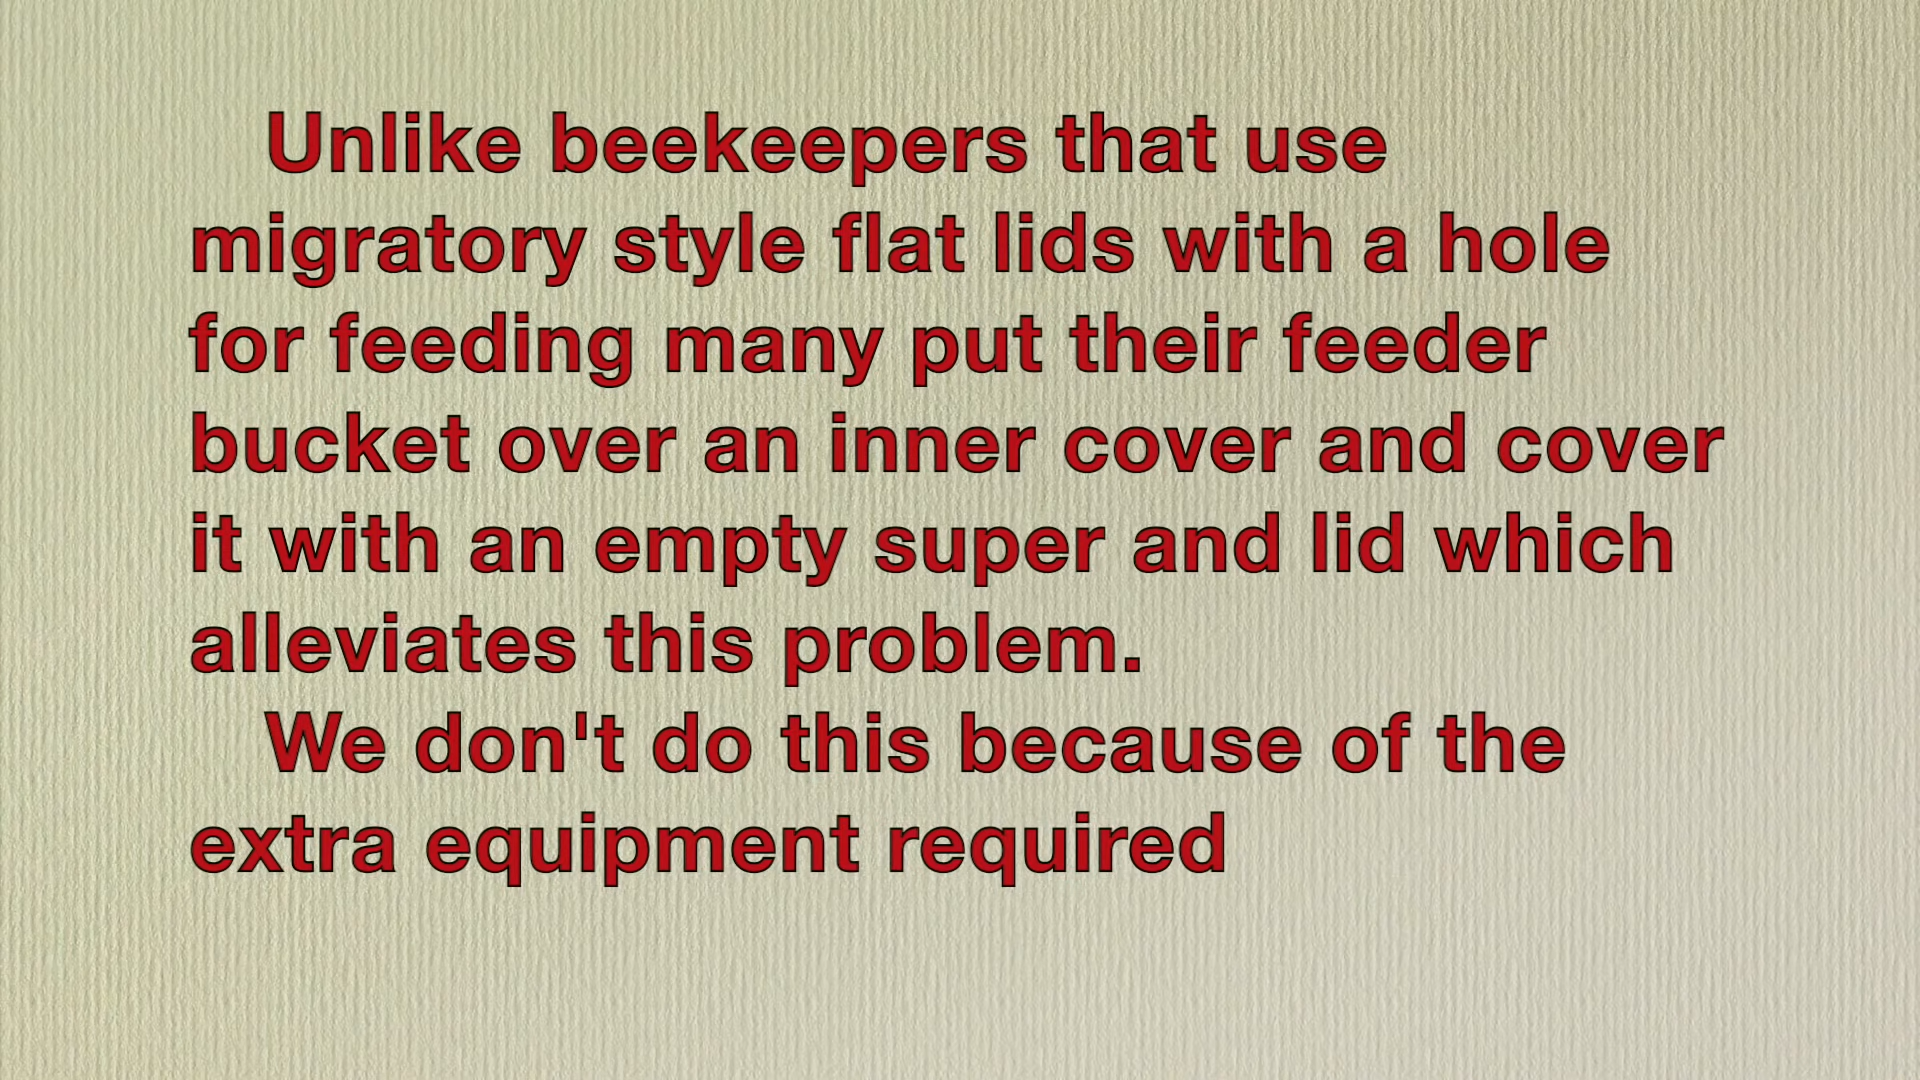 Unlike beekeepers that use
migratory style flat lids with a hole
for feeding many put their feeder
bucket over an inner cover and cover
it with an empty super and lid which
alleviates this problem.
We don't do this because of the
extra equipment required